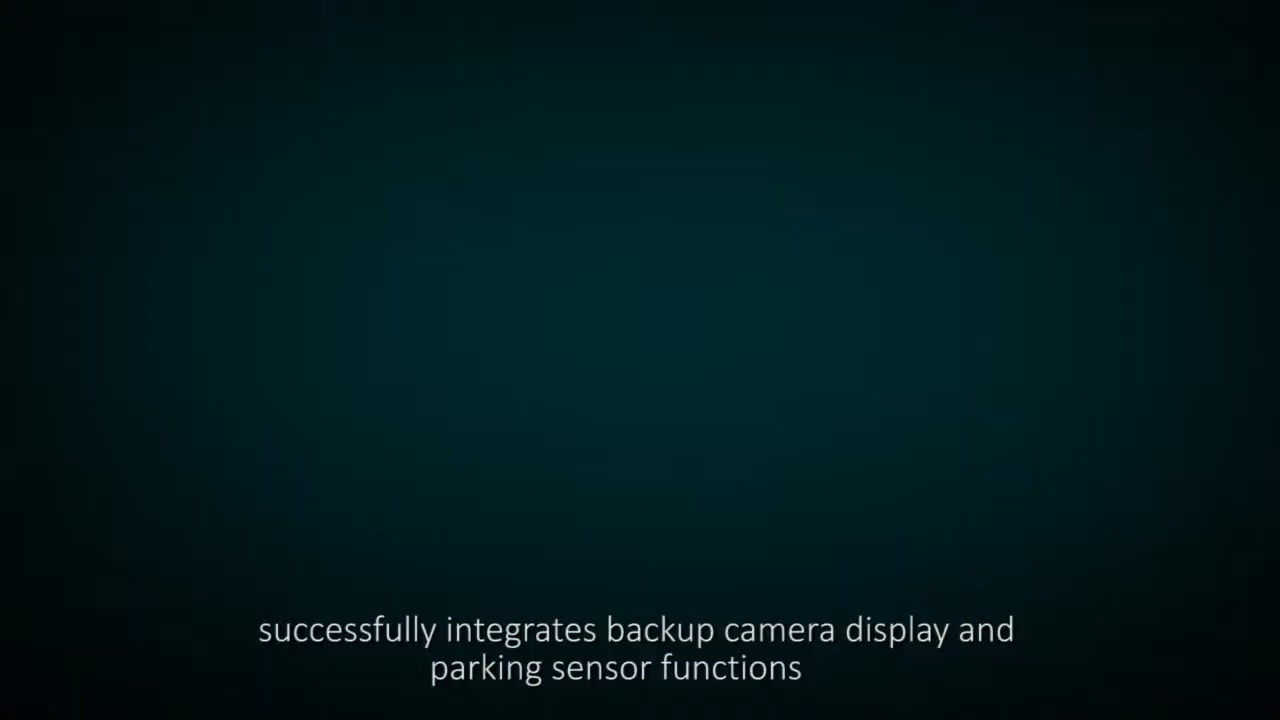 successfully integrates backup camera display and
parking sensor functions